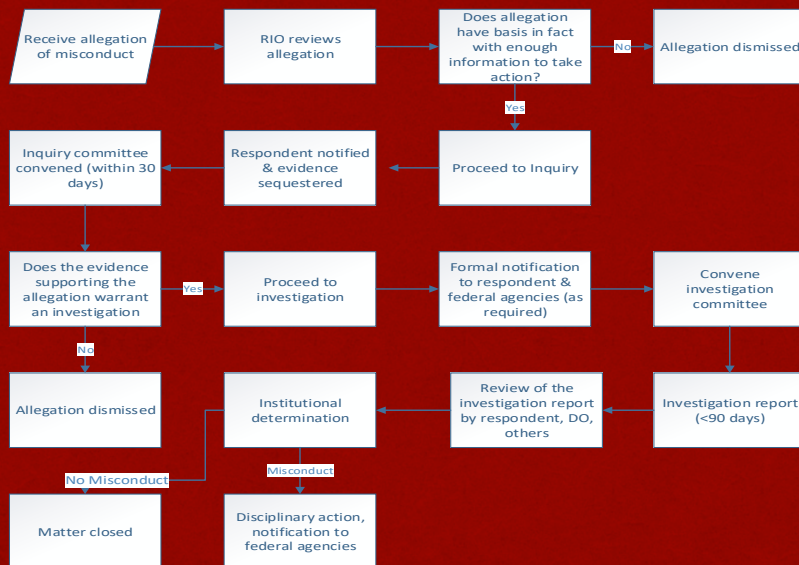 Receive allegation
of misconduct
RIO reviews
allegation
Does allegation
have basis in fact
with enough
information to take
action?
No
Allegation dismissed
Yes
Inquiry committee
convened (within 30
days)
Respondent notified
& evidence
sequestered
Proceed to Inquiry
Does the evidence
supporting the
allegation warrant
an investigation
Yes
Proceed to
investigation
Formal notification
to respondent &
federal agencies (as
required)
Convene
investigation
committee
No
Allegation dismissed
Institutional
determination
Review of the
investigation report
by respondent, DO,
others
Investigation report
(<90 days)
No Misconduct
Misconduct
Matter closed
Disciplinary action,
notification to
federal agencies